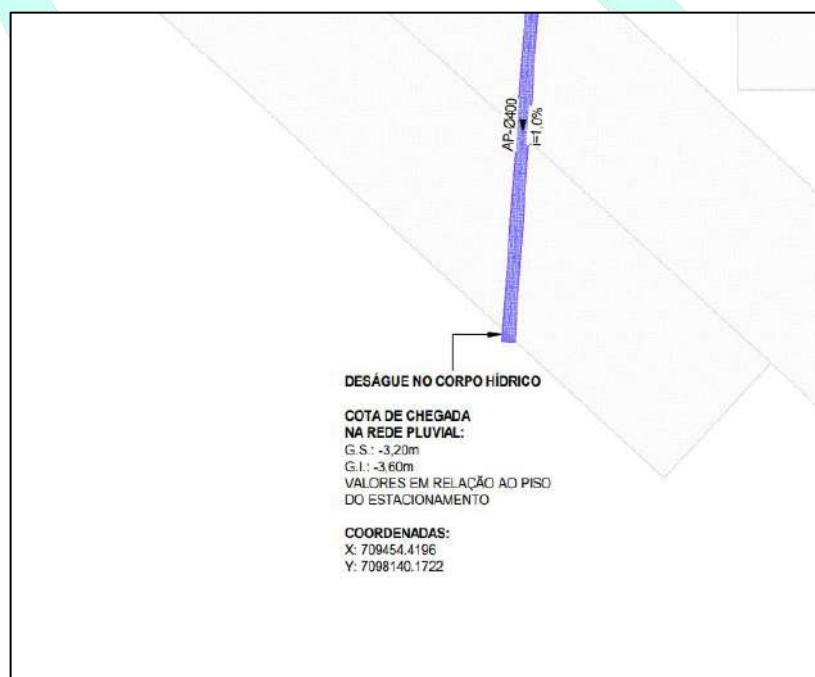 AP-Ø400
i=1.0%
DESÁGUE NO CORPO HÍDRICO
COTA DE CHEGADA
NA REDE PLUVIAL:
G.S.: -3,20m
G.I.: -3,60m
VALORES EM RELAÇÃO AO PISO
DO ESTACIONAMENTO
COORDENADAS:
X: 709454.4196
Y: 7098140.1722